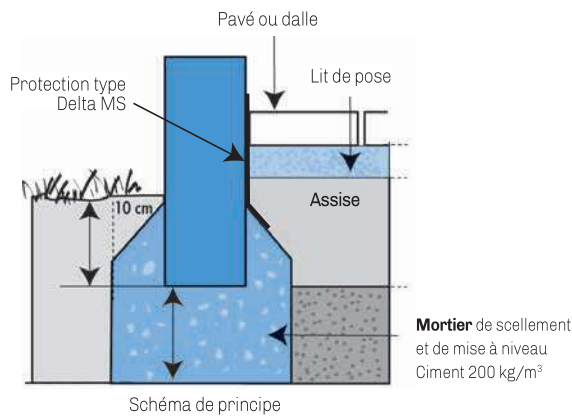 Pavé ou dalle
Lit de pose
Protection type
Delta MS
10 cm
Assise
Mortier de scellement
et de mise à niveau
Ciment 200 kg/m³
Schéma de principe